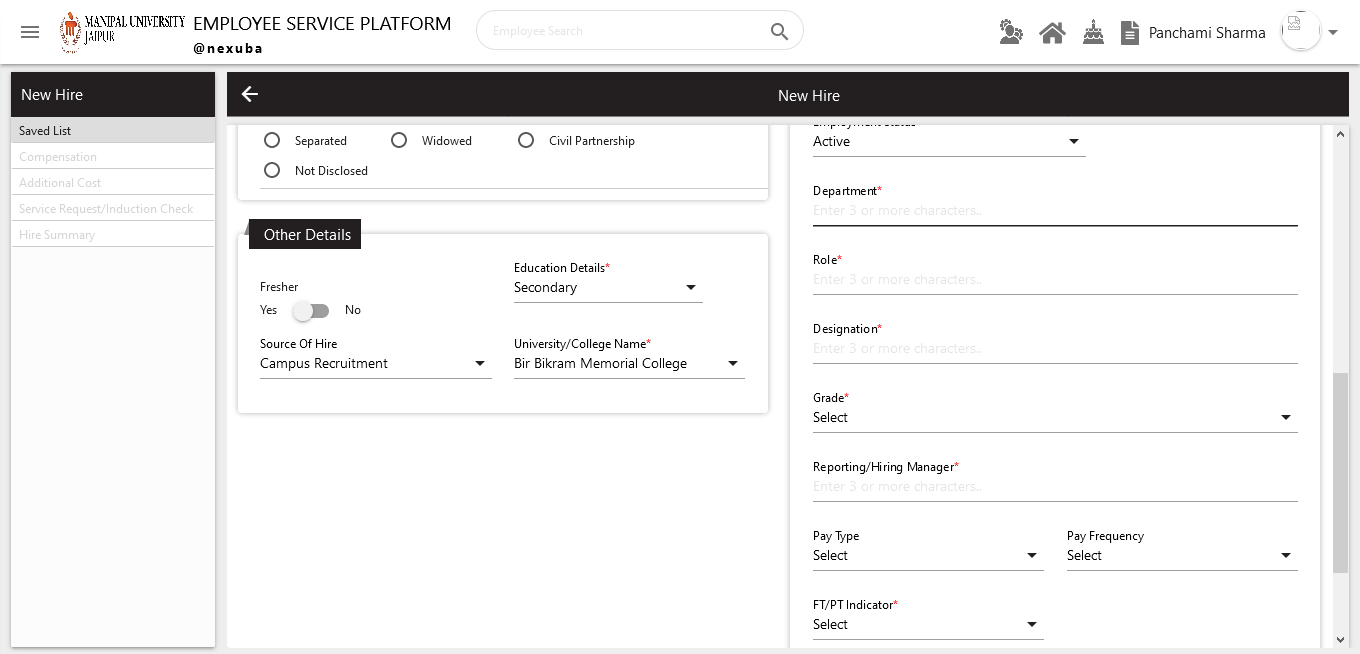 MANIPAL UNIVERSITY
JAIPUR
EMPLOYEE SERVICE PLATFORM
@nexuba
Employee Search
Panchami Sharma
New Hire
Saved List
Compensation
Additional Cost
Service Request/Induction Check
Hire Summary
New Hire
Separated
Widowed
Civil Partnership
Not Disclosed
Other Details
Fresher
Yes
No
Education Details*
Secondary
Source Of Hire
Campus Recruitment
University/College Name*
Bir Bikram Memorial College
Employment Status
Active
Department*
Enter 3 or more characters..
Role*
Enter 3 or more characters..
Designation*
Enter 3 or more characters..
Grade*
Select
Reporting/Hiring Manager*
Enter 3 or more characters..
Pay Type
Select
Pay Frequency
Select
FT/PT Indicator*
Select